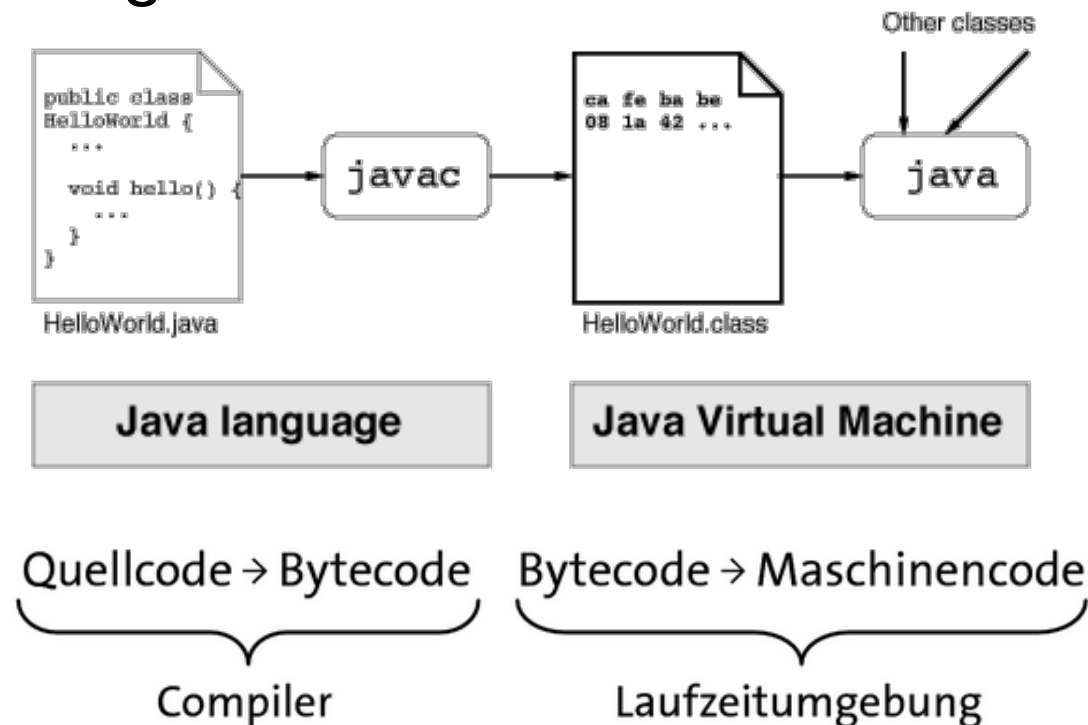 Other classes
public class
HelloWorld {
...
void hello() {
...
}
}
javac
ca fe ba be
08 1a 42 ...
java
HelloWorld.java
HelloWorld.class
Java language
Java Virtual Machine
Quellcode → Bytecode
Bytecode → Maschinencode
Compiler
Laufzeitumgebung